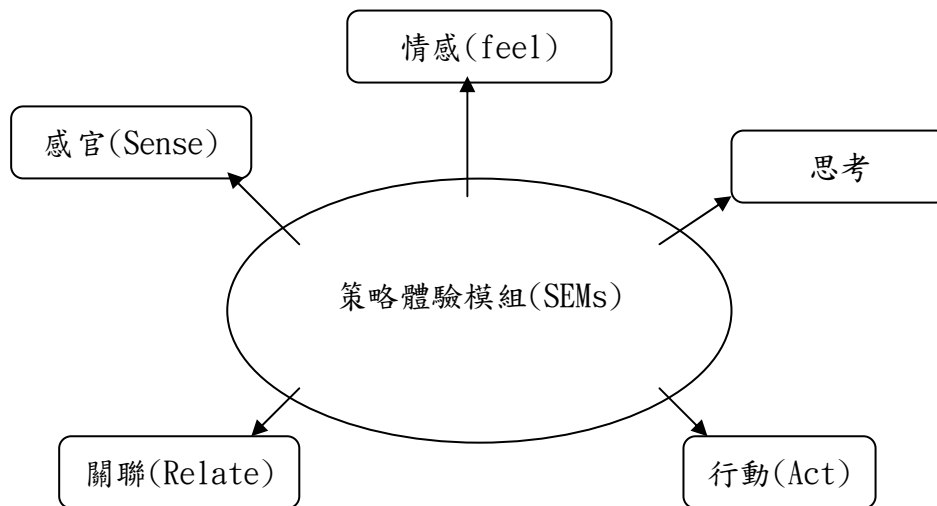 情感(feel)
感官(Sense)
思考
策略體驗模組(SEMs)
關聯(Relate)
行動(Act)